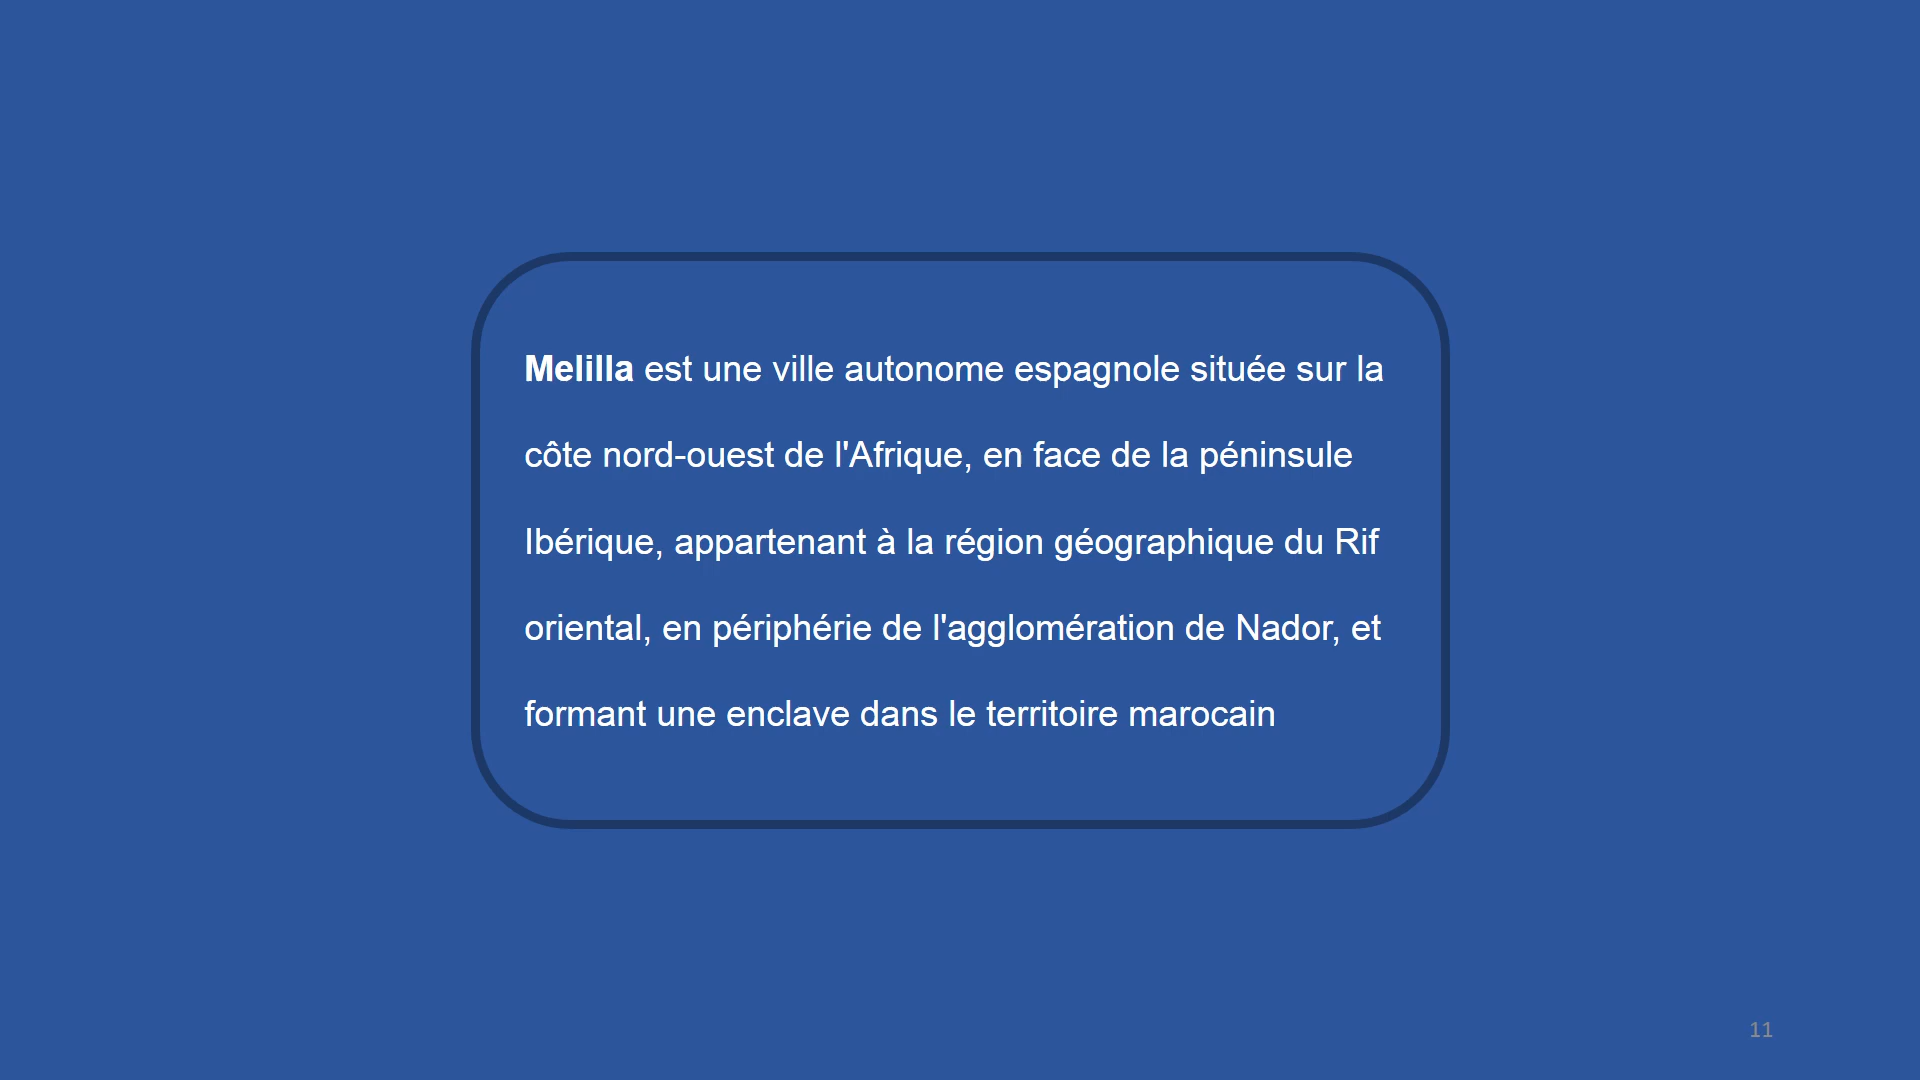 Melilla est une ville autonome espagnole située sur la
côte nord-ouest de l'Afrique, en face de la péninsule
Ibérique, appartenant à la région géographique du Rif
oriental, en périphérie de l'agglomération de Nador, et
formant une enclave dans le territoire marocain
11